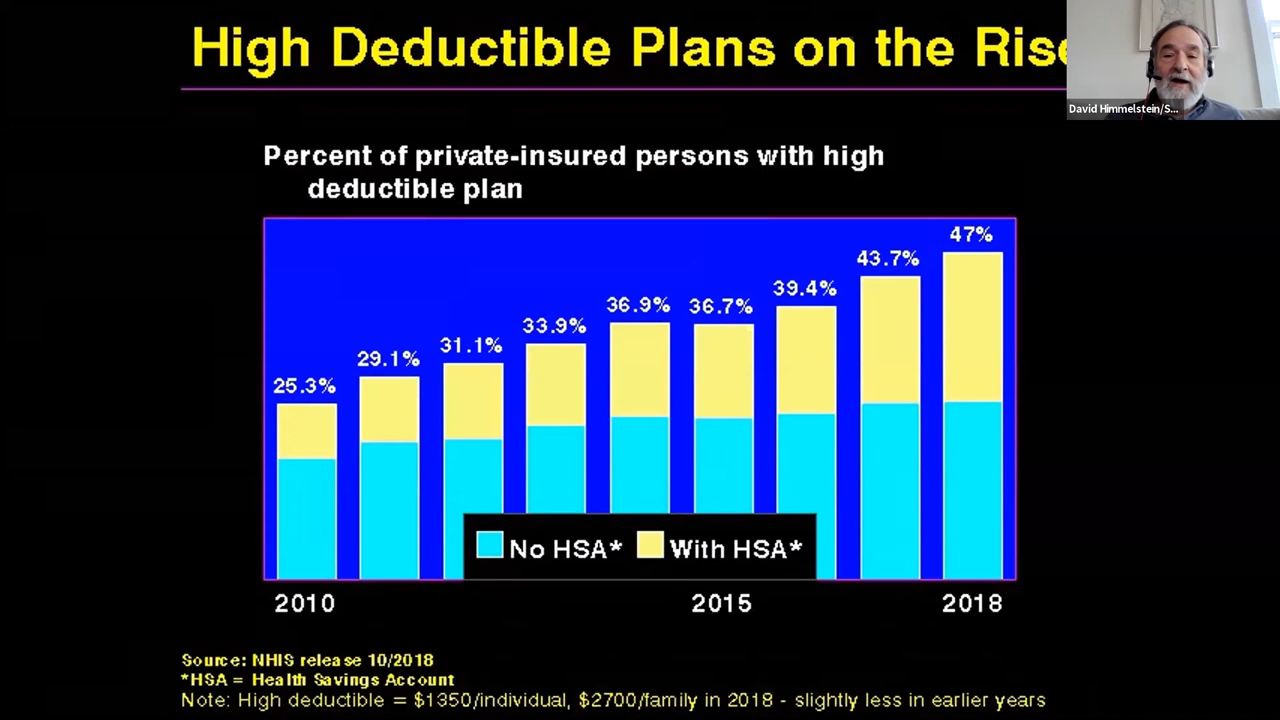 High Deductible Plans on the Rise
David Himmelstein/S...
Percent of private-insured persons with high
deductible plan
47%
43.7%
39.4%
36.9%
36.7%
33.9%
31.1%
29.1%
25.3%
No HSA* With HSA*
2010 2015 2018
Source: NHIS release 10/2018
*HSA = Health Savings Account
Note: High deductible = $1350/individual, $2700/family in 2018 - slightly less in earlier years